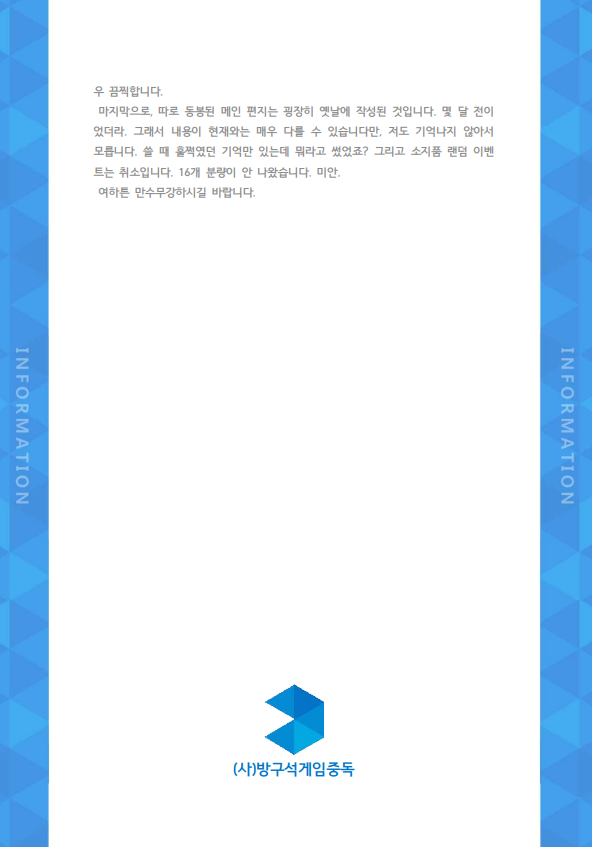 우 끔찍합니다.
마지막으로, 따로 동봉된 메인 편지는 굉장히 옛날에 작성된 것입니다. 몇 달 전이
었더라. 그래서 내용이 현재와는 매우 다를 수 있습니다만, 저도 기억나지 않아서
모릅니다. 쓸 때 훌쩍였던 기억만 있는데 뭐라고 썼었죠? 그리고 소지품 랜덤 이벤
트는 취소입니다. 16개 분량이 안 나왔습니다. 미안.
여하튼 만수무강하시길 바랍니다.
INFORMATION
INFORMATION
(사)방구석게임중독